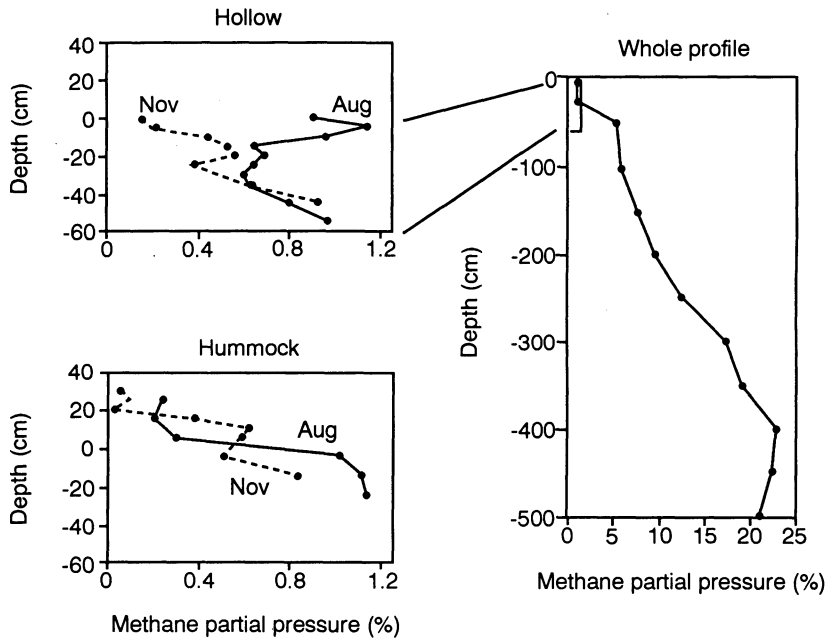 Hollow
40
20
0
-20
-40
-60
Depth (cm)
Nov
Aug
0
0.4
0.8
1.2
Hummock
40
20
0
-20
-40
-60
Depth (cm)
Aug
Nov
0
0.4
0.8
1.2
Methane partial pressure (%)
Whole profile
0
-100
-200
-300
-400
-500
Depth (cm)
0
5
10
15
20
25
Methane partial pressure (%)